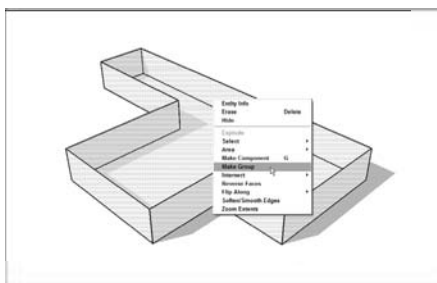 Entity Info
Erase Delete
Hide
Explode
Select
Area
Make Component G
Make Group
Intersect
Reverse Faces
Flip Along
Soften/Smooth Edges
Zoom Extents